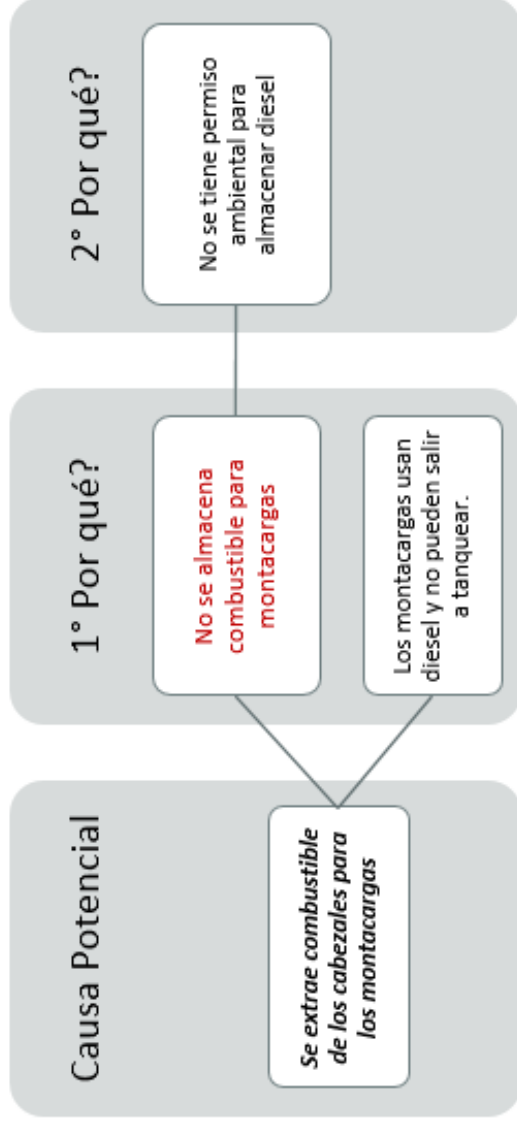 Causa Potencial
Se extrae combustible
de los cabezales para
los montacargas
1° Por qué?
No se almacena
combustible para
montacargas
Los montacargas usan
diesel y no pueden salir
a tanquear.
2° Por qué?
No se tiene permiso
ambiental para
almacenar diesel